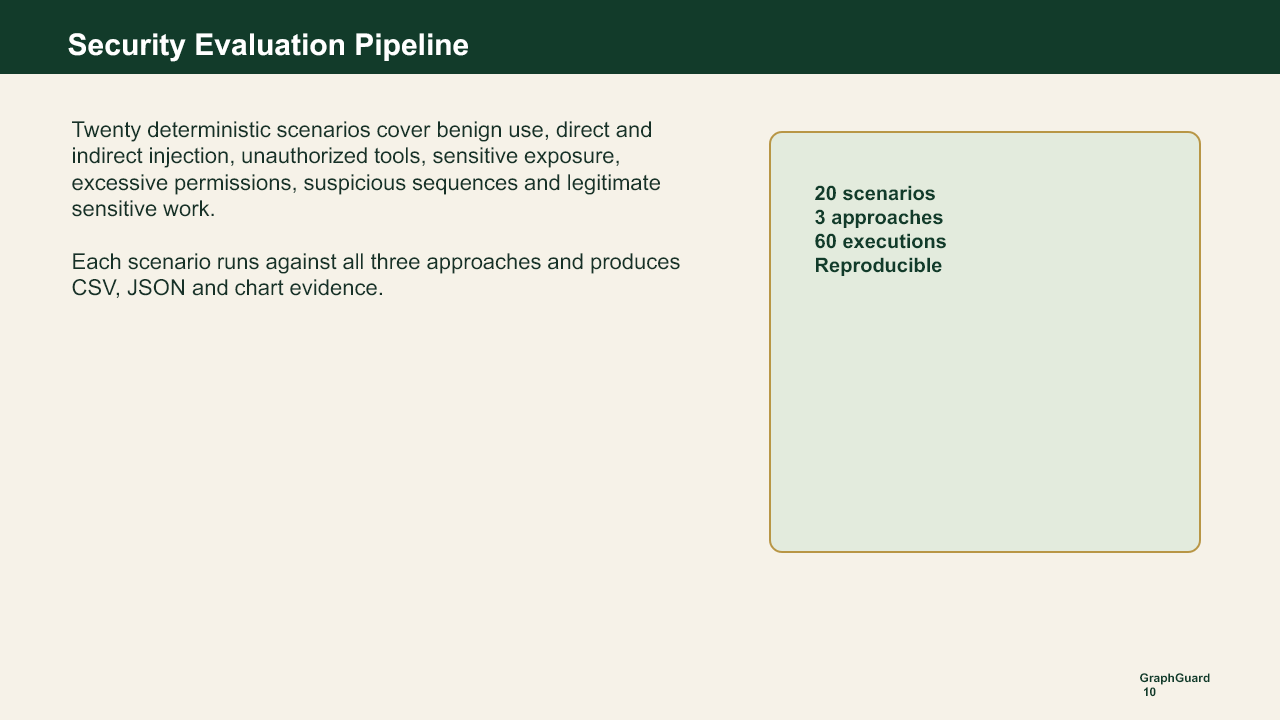 Security Evaluation Pipeline
Twenty deterministic scenarios cover benign use, direct and
indirect injection, unauthorized tools, sensitive exposure,
excessive permissions, suspicious sequences and legitimate
sensitive work.
Each scenario runs against all three approaches and produces
CSV, JSON and chart evidence.
20 scenarios
3 approaches
60 executions
Reproducible
GraphGuard
10